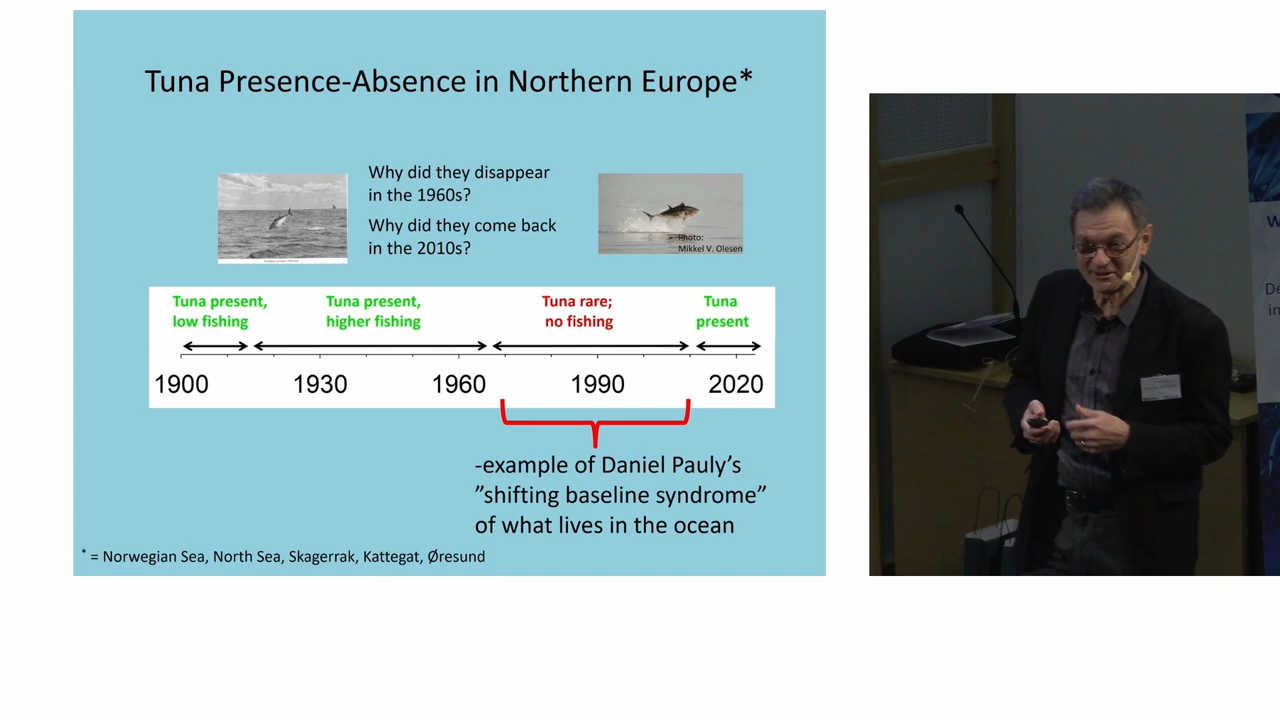 Tuna Presence-Absence in Northern Europe*
Why did they disappear
in the 1960s?
Why did they come back
in the 2010s?
Photo:
Mikkel V. Olesen
Tuna present,
low fishing
Tuna present,
higher fishing
Tuna rare;
no fishing
Tuna
present
1900 1930 1960 1990 2020
-example of Daniel Pauly’s
”shifting baseline syndrome”
of what lives in the ocean
* = Norwegian Sea, North Sea, Skagerrak, Kattegat, Øresund
W
De
in